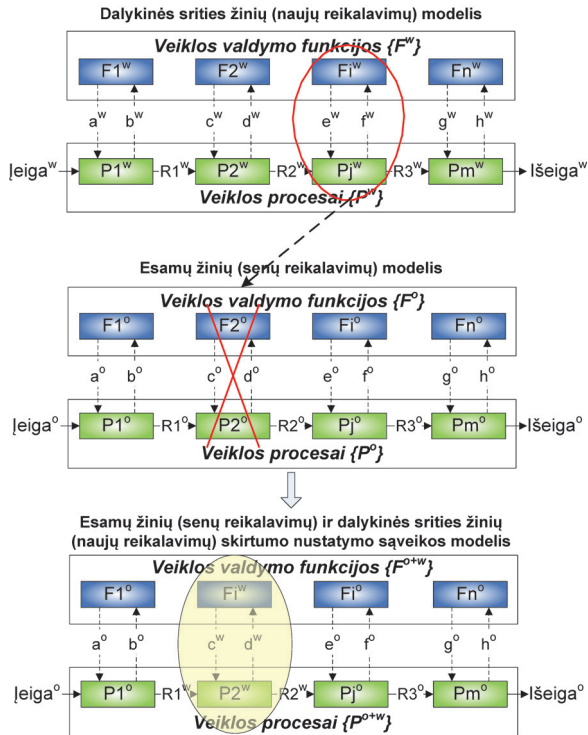 Dalykinės srities žinių (naujų reikalavimų) modelis
Veiklos valdymo funkcijos {Fʷ}
F1ʷ F2ʷ Fiʷ Fnʷ
aʷ bʷ cʷ dʷ eʷ fʷ gʷ hʷ
Įeigaʷ P1ʷ R1ʷ P2ʷ R2ʷ Pjʷ R3ʷ Pmʷ Išeigaʷ
Veiklos procesai {Pʷ}
Esamų žinių (senų reikalavimų) modelis
Veiklos valdymo funkcijos {Fᵒ}
F1ᵒ F2ᵒ Fiᵒ Fnᵒ
aᵒ bᵒ cᵒ dᵒ eᵒ fᵒ gᵒ hᵒ
Įeigaᵒ P1ᵒ R1ᵒ P2ᵒ R2ᵒ Pjᵒ R3ᵒ Pmᵒ Išeigaᵒ
Veiklos procesai {Pᵒ}
Esamų žinių (senų reikalavimų) ir dalykinės srities žinių
(naujų reikalavimų) skirtumo nustatymo sąveikos modelis
Veiklos valdymo funkcijos {Fᵒ⁺ʷ}
F1ᵒ Fiʷ Fiᵒ Fnᵒ
aᵒ bᵒ cʷ dʷ eᵒ fᵒ gᵒ hᵒ
Įeigaᵒ P1ᵒ R1ʷ P2ʷ R2ʷ Pjᵒ R3ᵒ Pmᵒ Išeigaᵒ
Veiklos procesai {Pᵒ⁺ʷ}